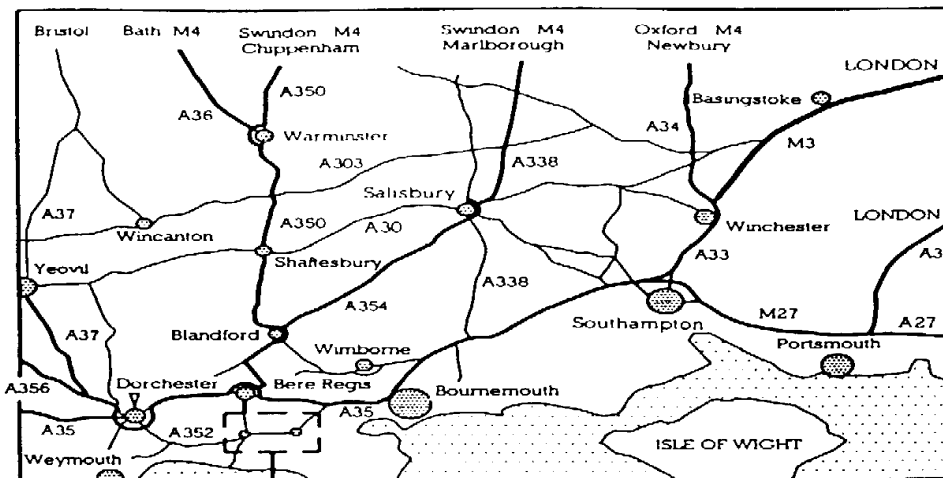 Bristol
Bath M4
Swindon M4
Chippenham
Swindon M4
Marlborough
Oxford M4
Newbury
LONDON
A350
A36
Basingstoke
Warminster
A34
M3
A303
A338
Salisbury
A37
A350
A30
Wincanton
Winchester
LONDON
Shaftesbury
A33
A3
Yeovil
A338
A354
M27
A37
Blandford
Southampton
A27
Wimborne
Portsmouth
A356
Dorchester
Bere Regis
Bournemouth
A35
A35
A352
ISLE OF WIGHT
Weymouth